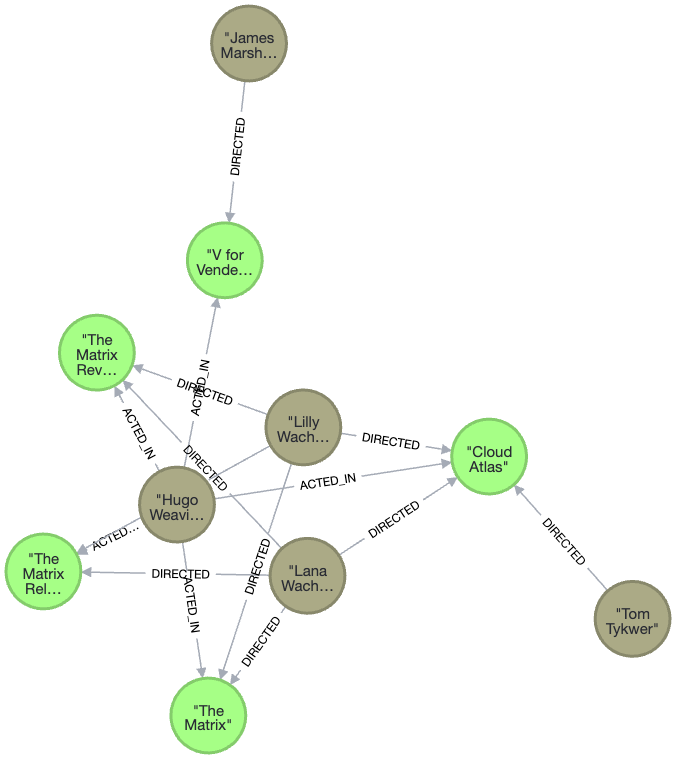 "James
Marsh…
DIRECTED
"V for
Vende…
"The
Matrix
Rev…
DIRECTED
ACTED_IN
"Lilly
Wach…
ACTED_IN
DIRECTED
"Cloud
Atlas"
DIRECTED
ACTED_IN
"Hugo
Weavi…
DIRECTED
ACTED…
DIRECTED
"The
Matrix
Rel…
DIRECTED
DIRECTED
"Lana
Wach…
ACTED_IN
"Tom
Tykwer"
DIRECTED
"The
Matrix"